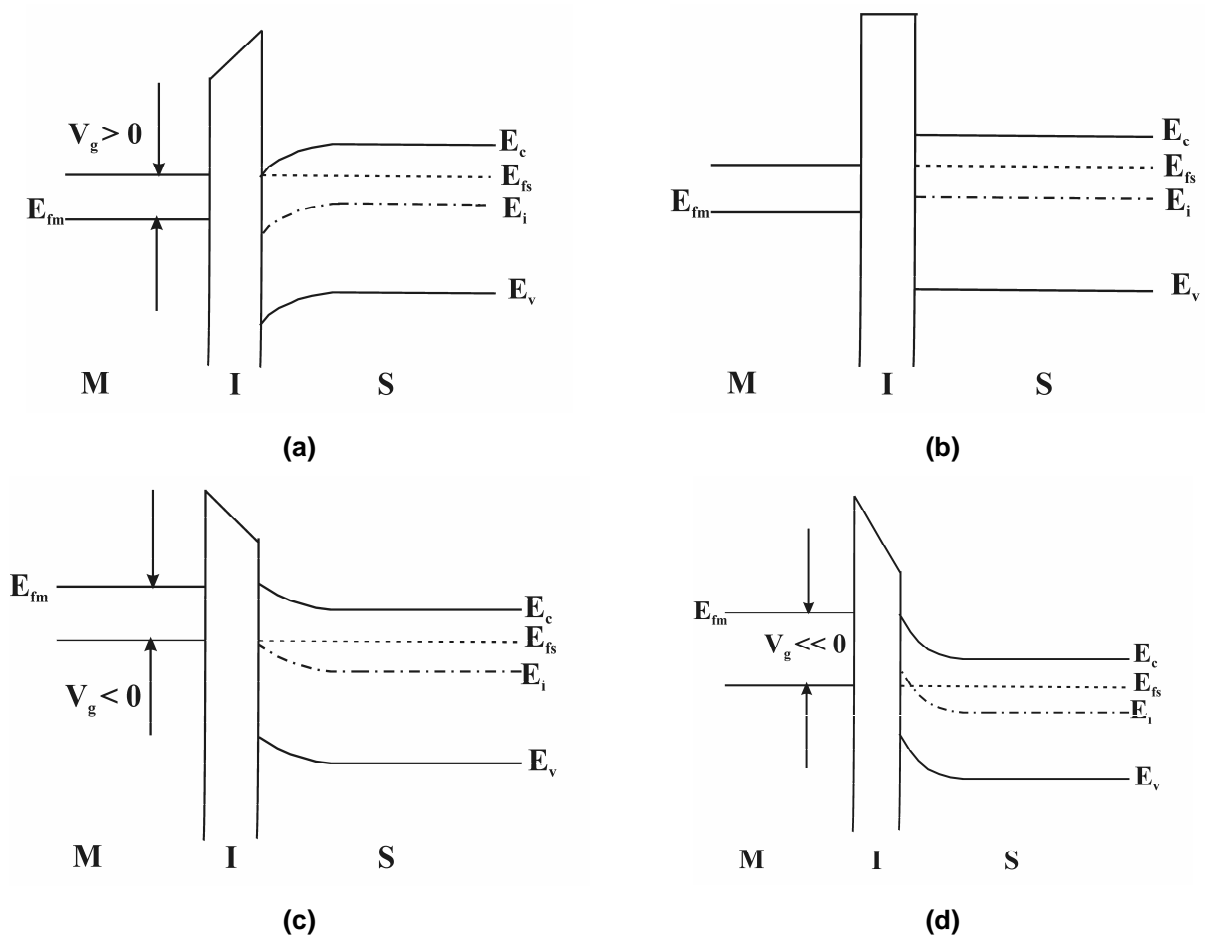 V_g > 0
E_c
E_fs
E_fm
E_i
E_v
M I S
(a)
E_c
E_fs
E_fm
E_i
E_v
M I S
(b)
E_fm
E_c
E_fs
E_i
V_g < 0
E_v
M I S
(c)
E_fm
V_g << 0
E_c
E_fs
E_i
E_v
M I S
(d)